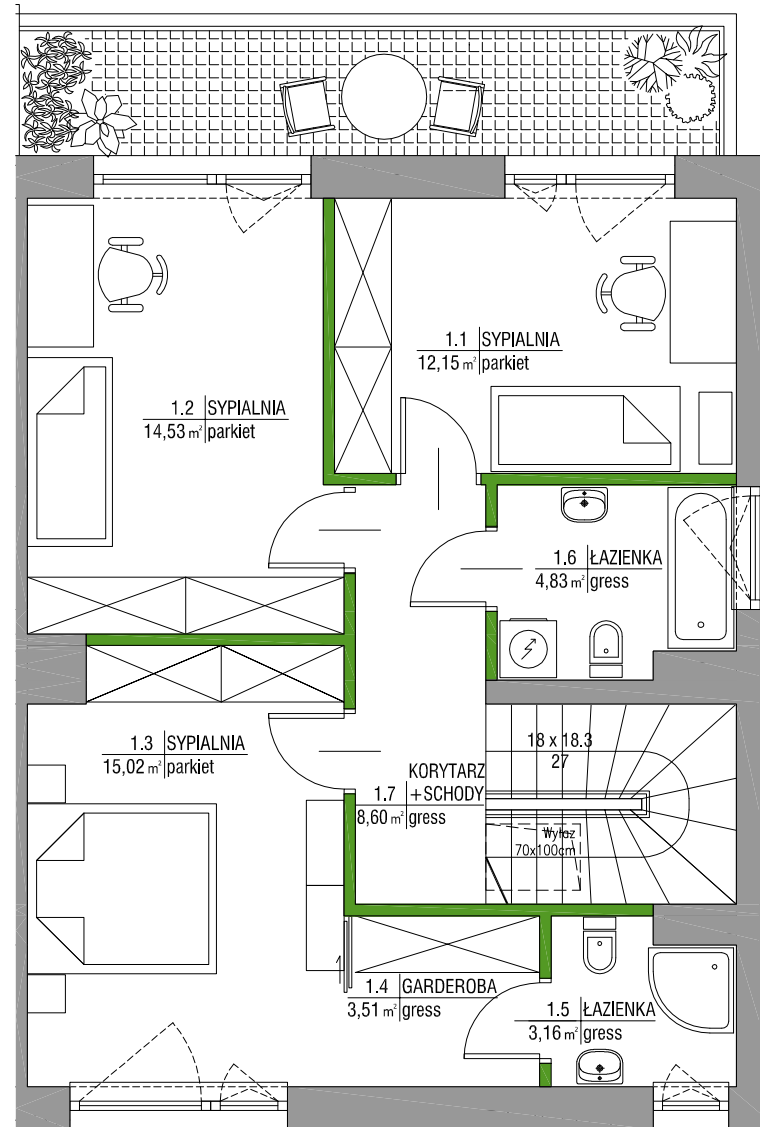 1.1 SYPIALNIA
12,15 m² parkiet
1.2 SYPIALNIA
14,53 m² parkiet
1.6 ŁAZIENKA
4,83 m² gress
1.3 SYPIALNIA
15,02 m² parkiet
18 x 18.3
27
KORYTARZ
1.7 +SCHODY
8,60 m² gress
Wyłaz
70x100cm
1.4 GARDEROBA
3,51 m² gress
1.5 ŁAZIENKA
3,16 m² gress